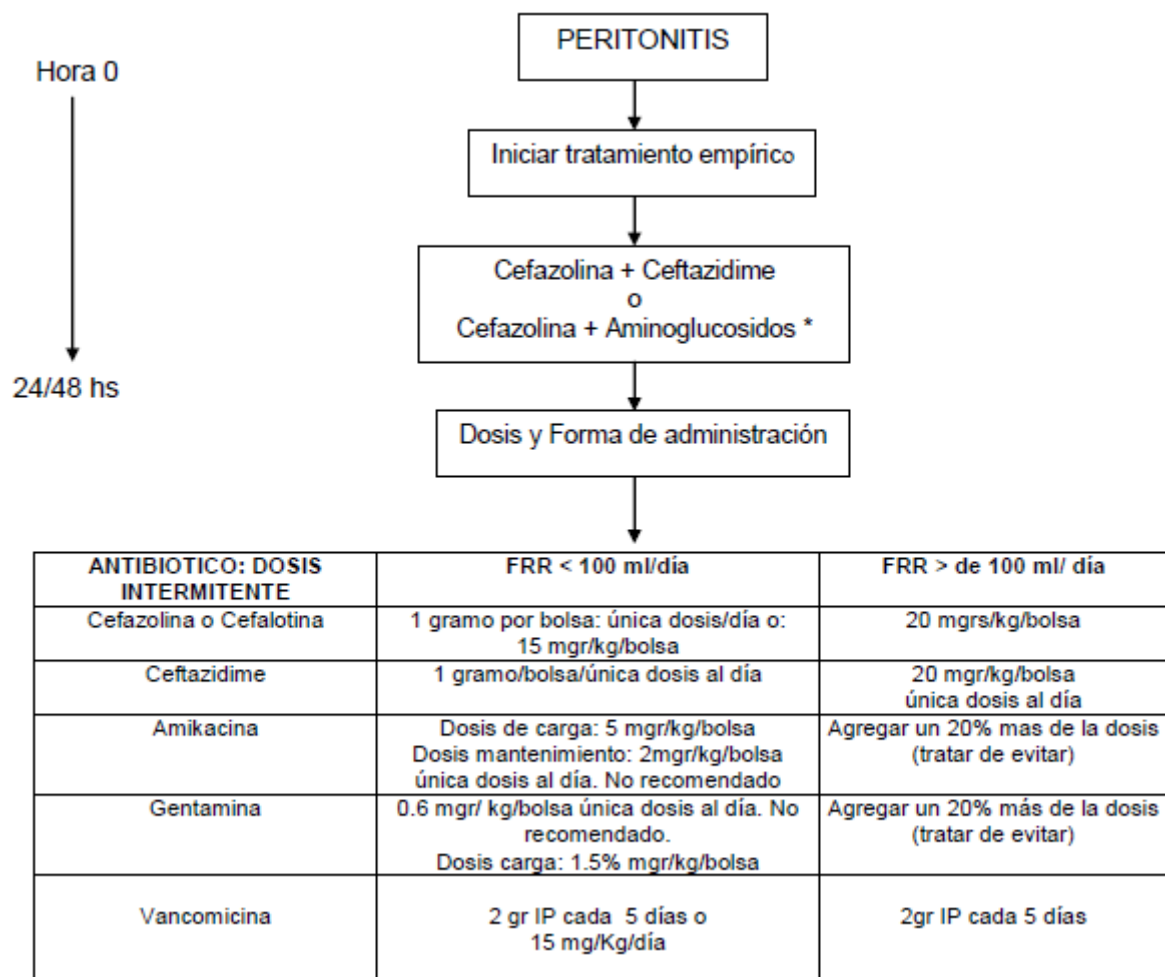 PERITONITIS
Hora 0
Iniciar tratamiento empírico
Cefazolina + Ceftazidime
o
Cefazolina + Aminoglucosidos *
24/48 hs
Dosis y Forma de administración
ANTIBIOTICO: DOSIS
INTERMITENTE
FRR < 100 ml/día
FRR > de 100 ml/ día
Cefazolina o Cefalotina
1 gramo por bolsa: única dosis/día o:
15 mgr/kg/bolsa
20 mgrs/kg/bolsa
Ceftazidime
1 gramo/bolsa/única dosis al día
20 mgr/kg/bolsa
única dosis al día
Amikacina
Dosis de carga: 5 mgr/kg/bolsa
Dosis mantenimiento: 2mgr/kg/bolsa
única dosis al día. No recomendado
Agregar un 20% mas de la dosis
(tratar de evitar)
Gentamina
0.6 mgr/ kg/bolsa única dosis al día. No
recomendado.
Dosis carga: 1.5% mgr/kg/bolsa
Agregar un 20% más de la dosis
(tratar de evitar)
Vancomicina
2 gr IP cada 5 días o
15 mg/Kg/día
2gr IP cada 5 días